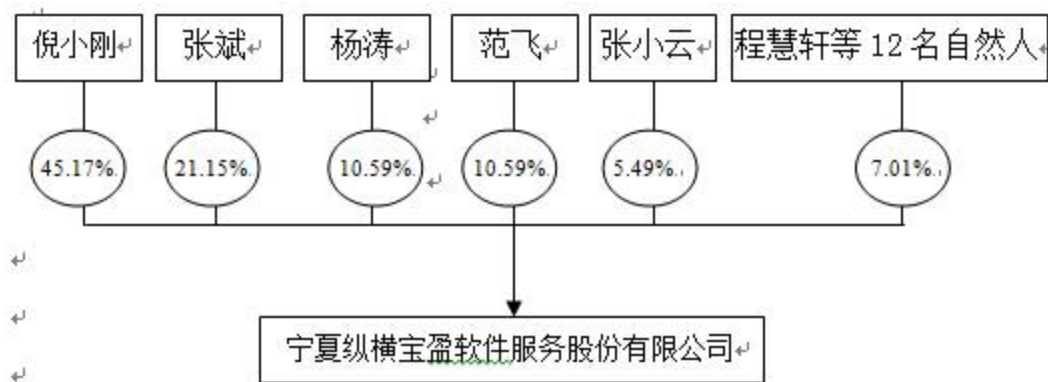 倪小刚
张斌
杨涛
范飞
张小云
程慧轩等 12 名自然人
45.17%
21.15%
10.59%
10.59%
5.49%
7.01%
宁夏纵横宝盈软件服务股份有限公司